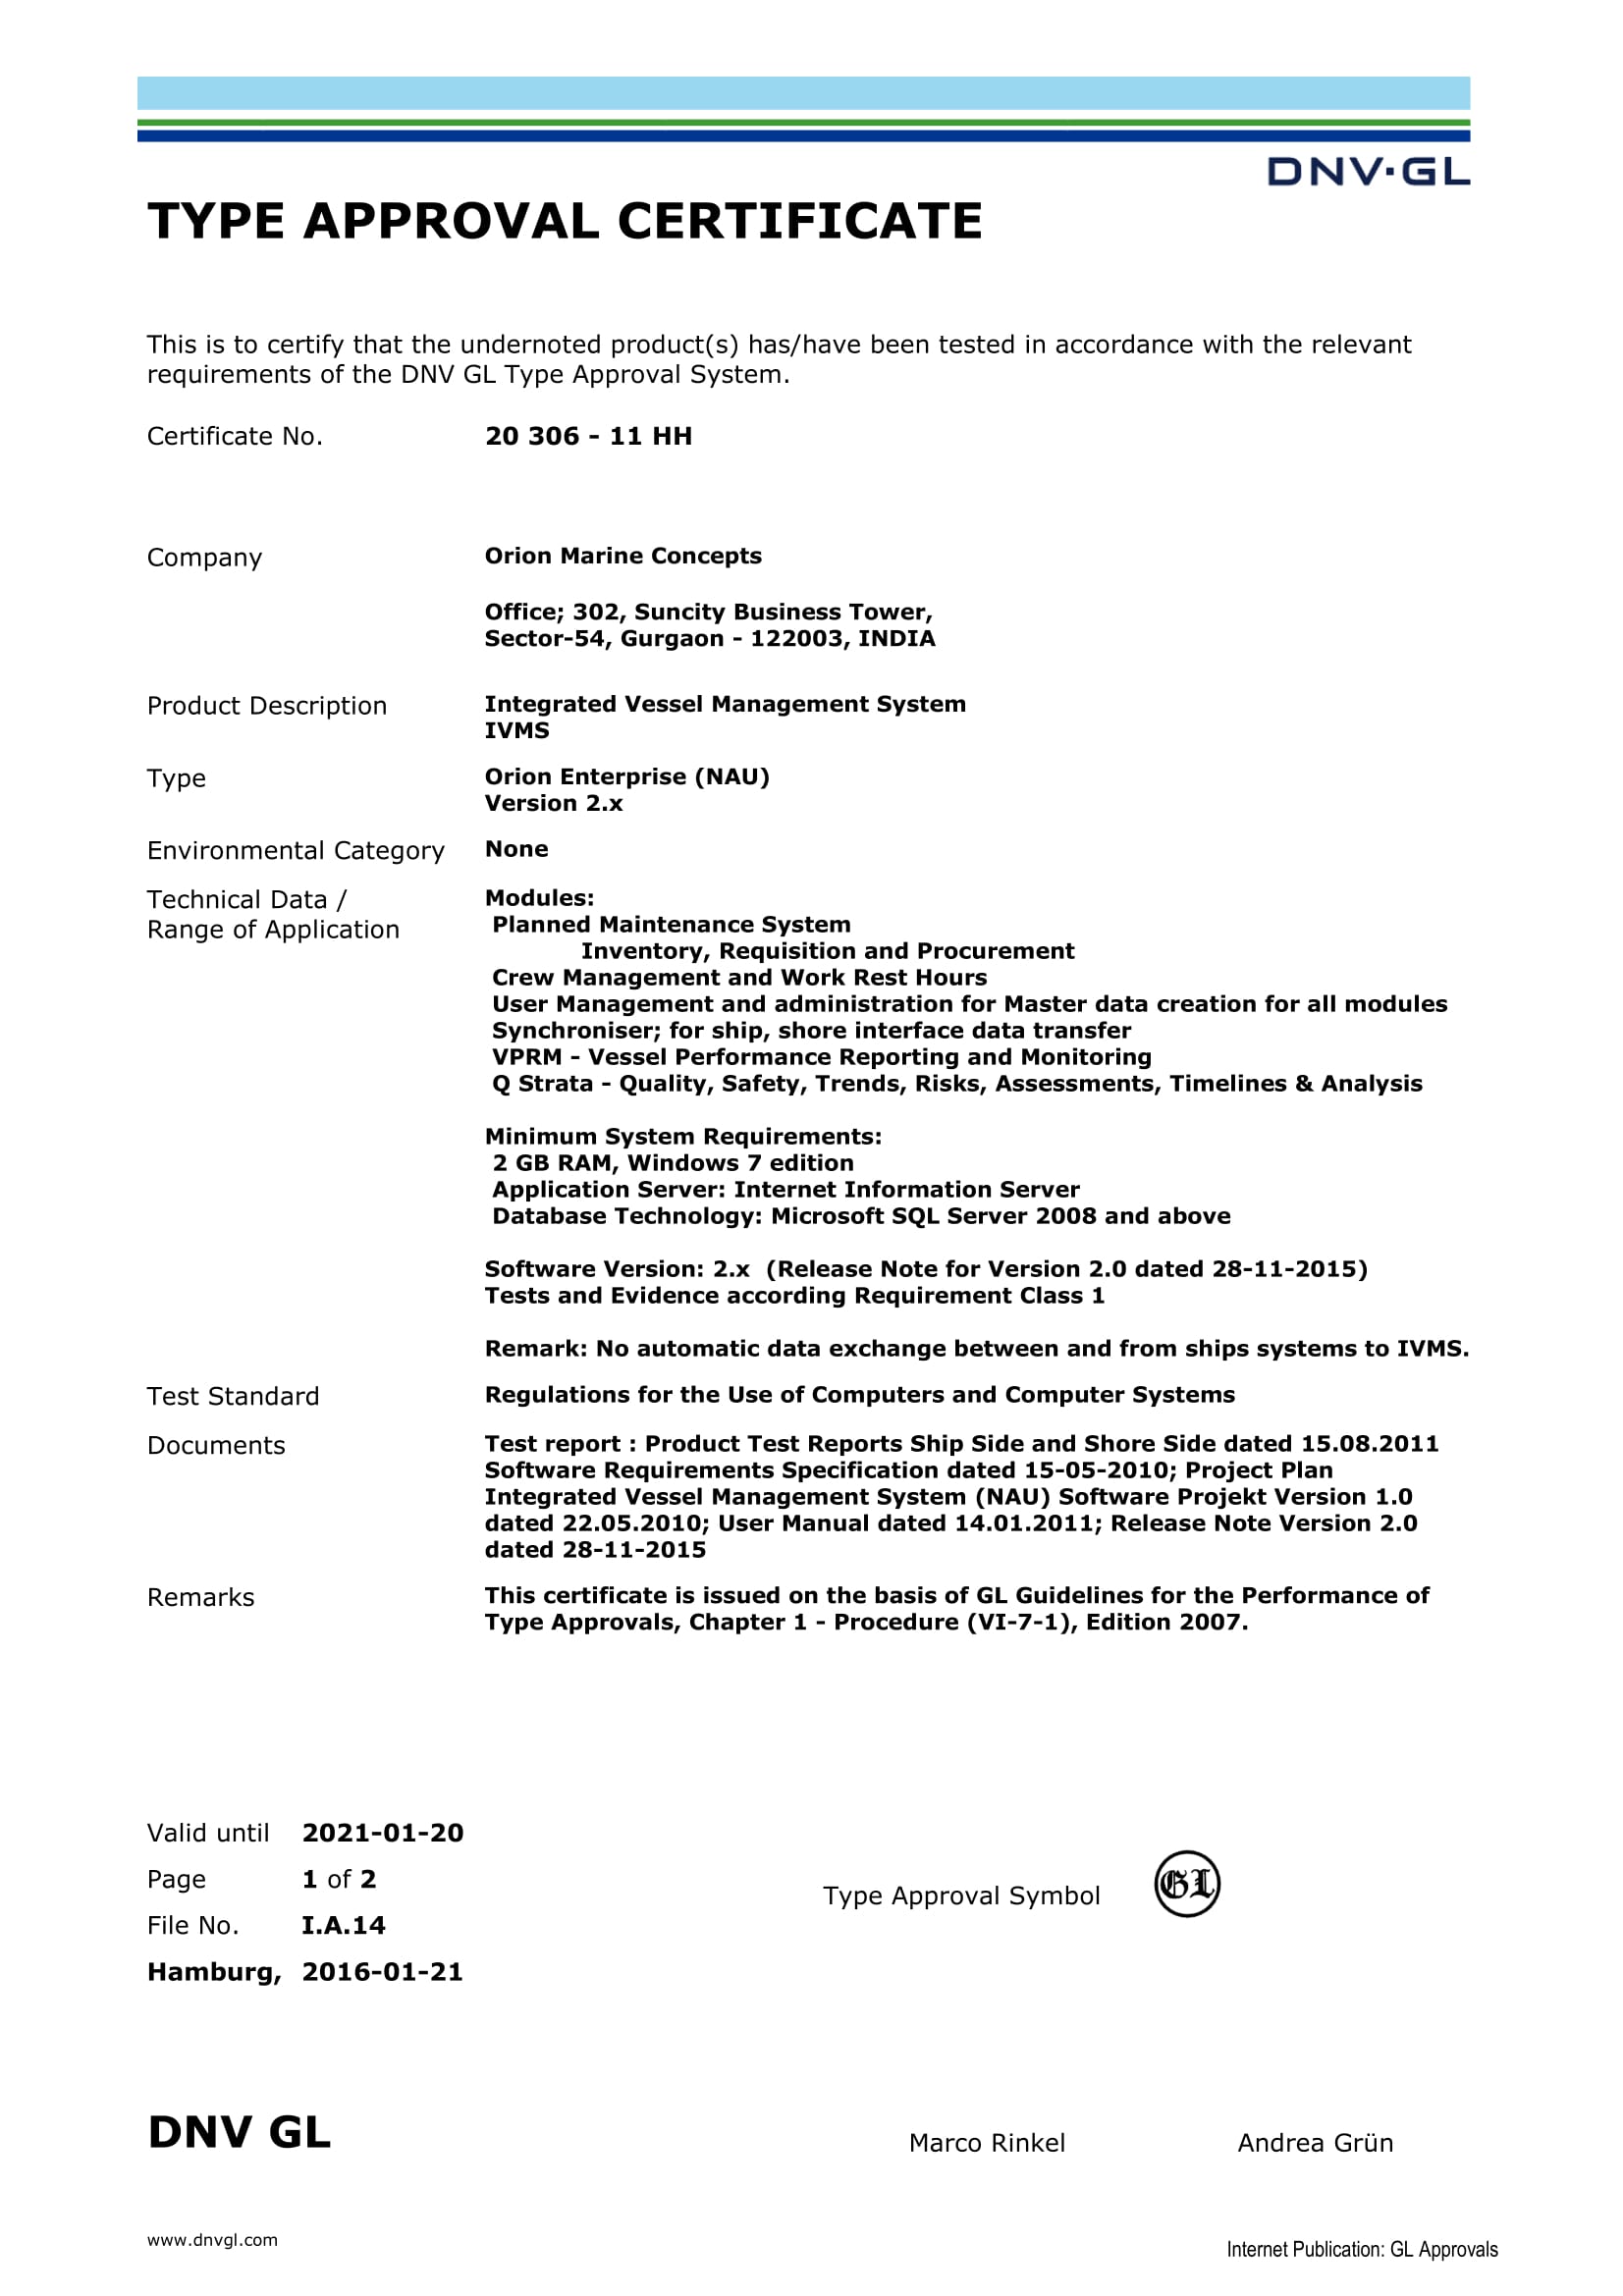 DNV·GL
TYPE APPROVAL CERTIFICATE
This is to certify that the undernoted product(s) has/have been tested in accordance with the relevant
requirements of the DNV GL Type Approval System.
Certificate No. 20 306 - 11 HH
Company Orion Marine Concepts
Office; 302, Suncity Business Tower,
Sector-54, Gurgaon - 122003, INDIA
Product Description Integrated Vessel Management System
IVMS
Type Orion Enterprise (NAU)
Version 2.x
Environmental Category None
Technical Data / Modules:
Range of Application Planned Maintenance System
Inventory, Requisition and Procurement
Crew Management and Work Rest Hours
User Management and administration for Master data creation for all modules
Synchroniser; for ship, shore interface data transfer
VPRM - Vessel Performance Reporting and Monitoring
Q Strata - Quality, Safety, Trends, Risks, Assessments, Timelines & Analysis
Minimum System Requirements:
2 GB RAM, Windows 7 edition
Application Server: Internet Information Server
Database Technology: Microsoft SQL Server 2008 and above
Software Version: 2.x (Release Note for Version 2.0 dated 28-11-2015)
Tests and Evidence according Requirement Class 1
Remark: No automatic data exchange between and from ships systems to IVMS.
Test Standard Regulations for the Use of Computers and Computer Systems
Documents Test report : Product Test Reports Ship Side and Shore Side dated 15.08.2011
Software Requirements Specification dated 15-05-2010; Project Plan
Integrated Vessel Management System (NAU) Software Projekt Version 1.0
dated 22.05.2010; User Manual dated 14.01.2011; Release Note Version 2.0
dated 28-11-2015
Remarks This certificate is issued on the basis of GL Guidelines for the Performance of
Type Approvals, Chapter 1 - Procedure (VI-7-1), Edition 2007.
Valid until 2021-01-20
Page 1 of 2
Type Approval Symbol GL
File No. I.A.14
Hamburg, 2016-01-21
DNV GL
Marco Rinkel Andrea Grün
www.dnvgl.com
Internet Publication: GL Approvals